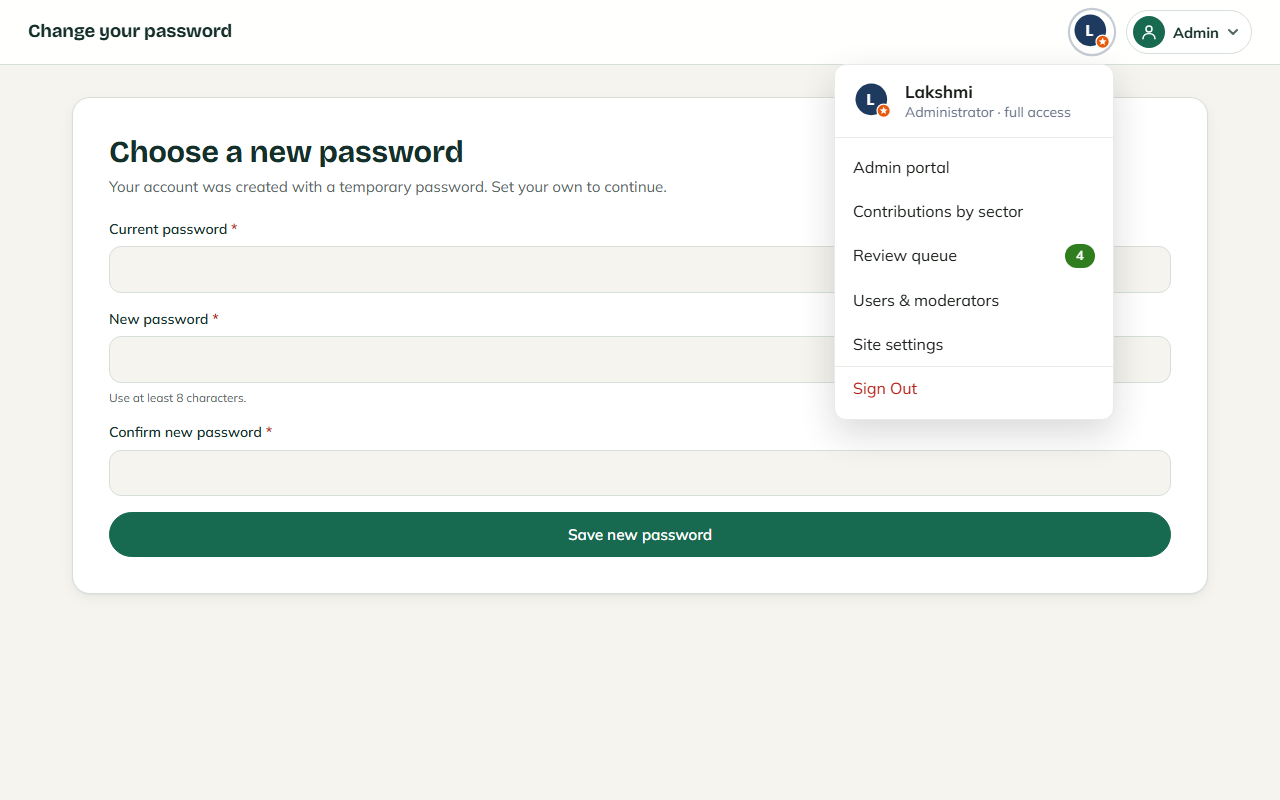 Change your password
L
Admin
L
Lakshmi
Administrator · full access
Admin portal
Contributions by sector
Review queue
4
Users & moderators
Site settings
Sign Out
Choose a new password
Your account was created with a temporary password. Set your own to continue.
Current password *
New password *
Use at least 8 characters.
Confirm new password *
Save new password